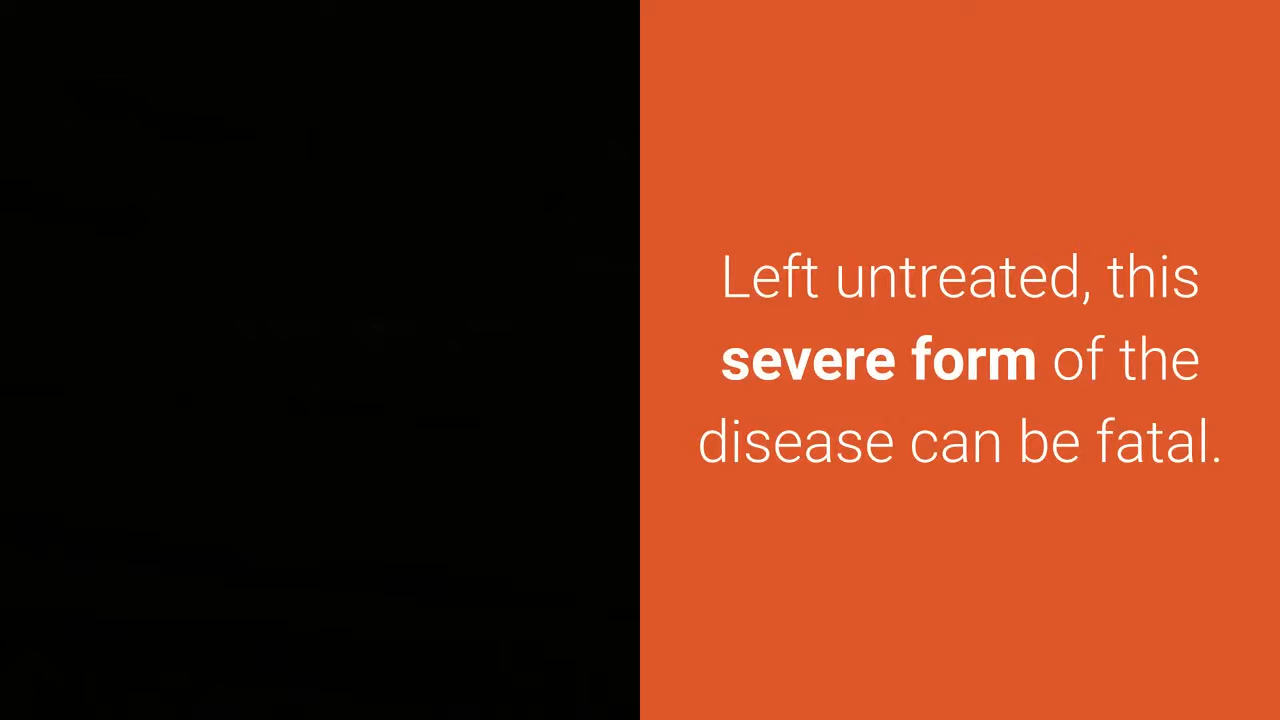 Left untreated, this
severe form of the
disease can be fatal.